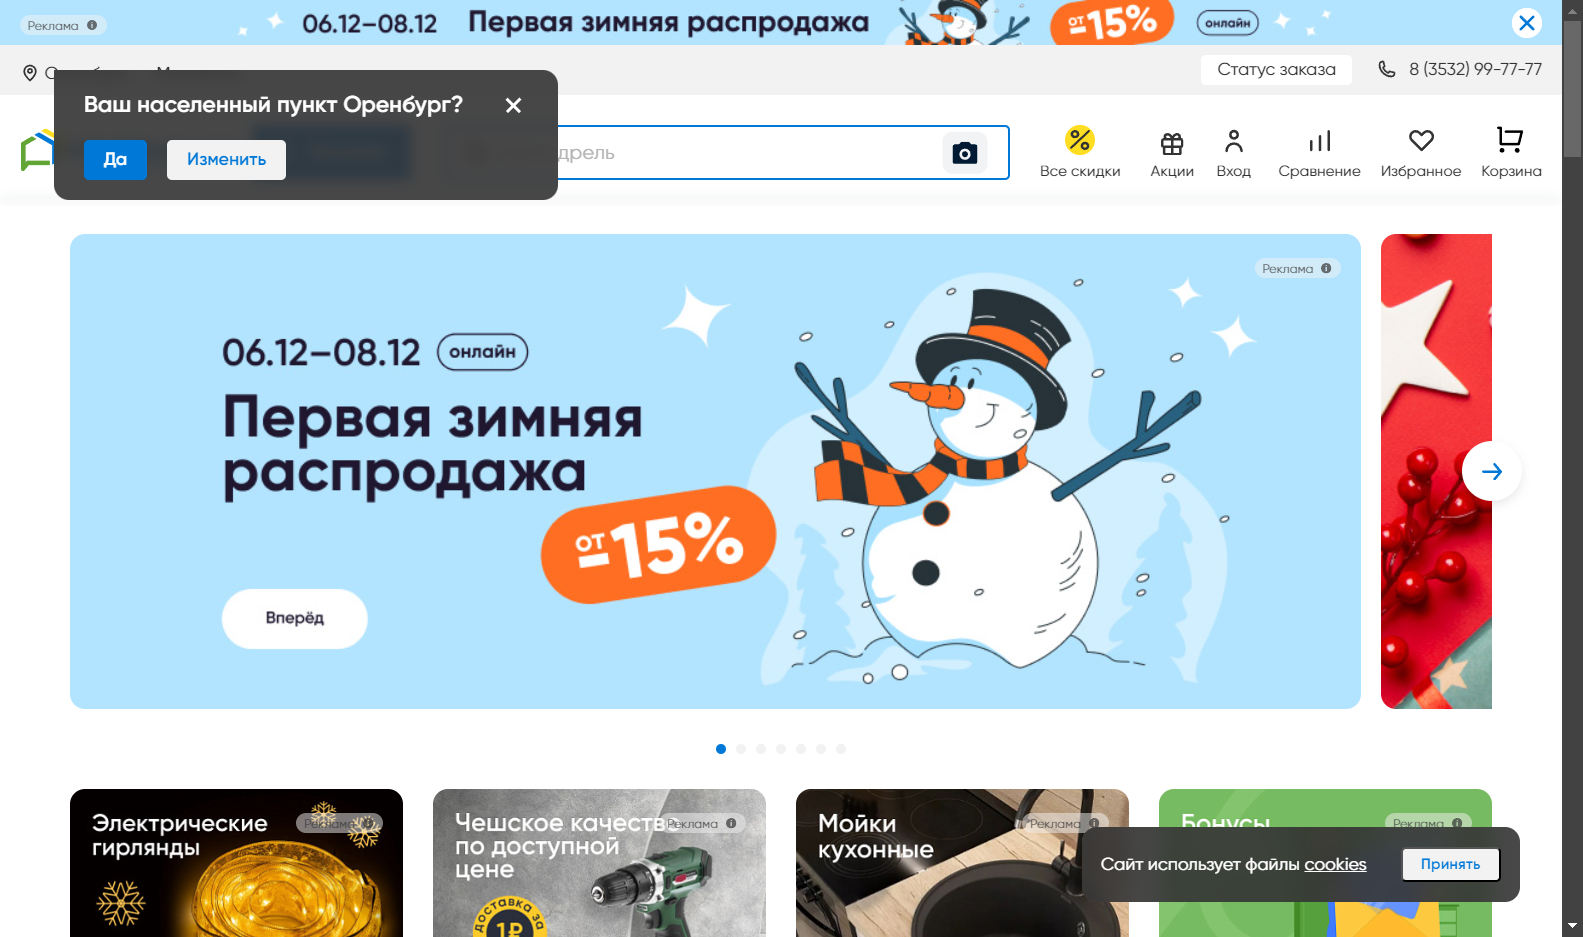 Реклама
06.12–08.12
Первая зимняя распродажа
от -15%
онлайн
Статус заказа
8 (3532) 99-77-77
Ваш населенный пункт Оренбург?
Да
Изменить
дрель
Все скидки
Акции
Вход
Сравнение
Избранное
Корзина
Реклама
06.12–08.12
онлайн
Первая зимняя
распродажа
от -15%
Вперёд
Электрические
гирлянды
Реклама
Чешское качество
по доступной
цене
Реклама
доставка за
1₽
Мойки
кухонные
Реклама
Бонусы
Реклама
Сайт использует файлы cookies
Принять